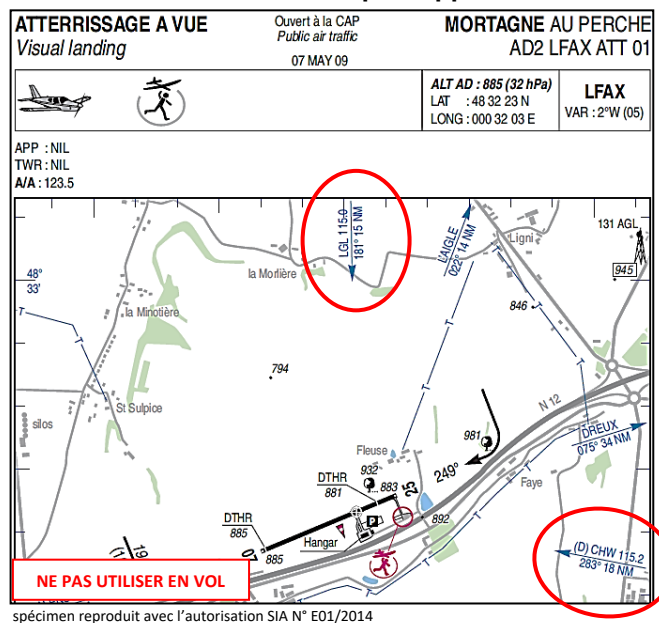 ATTERRISSAGE A VUE
Visual landing
Ouvert à la CAP
Public air traffic
07 MAY 09
MORTAGNE AU PERCHE
AD2 LFAX ATT 01
ALT AD : 885 (32 hPa)
LAT : 48 32 23 N
LONG : 000 32 03 E
LFAX
VAR : 2°W (05)
APP : NIL
TWR : NIL
A/A : 123.5
LGL 115.0
181° 15 NM
L'AIGLE
022° 14 NM
Ligni
131 AGL
945
48°
33'
la Morlière
la Minotière
846
794
St Sulpice
silos
N 12
DREUX
075° 34 NM
981
Fleuse
249°
Faye
932
DTHR
881
883
25
P
892
DTHR
885
885
Hangar
(D) CHW 115.2
283° 18 NM
19
NE PAS UTILISER EN VOL
spécimen reproduit avec l'autorisation SIA N° E01/2014